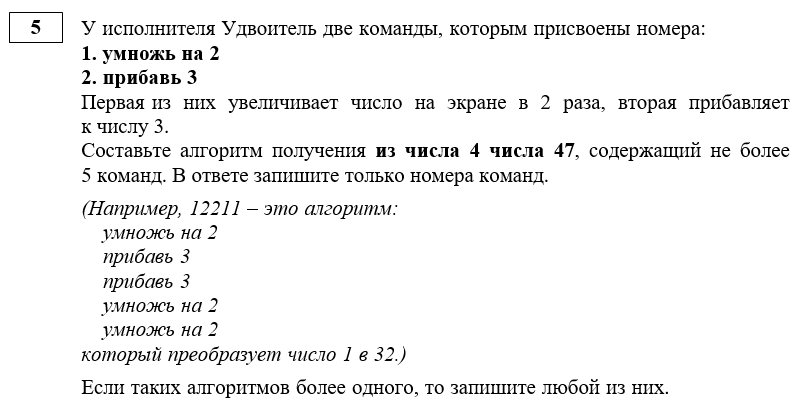 5
У исполнителя Удвоитель две команды, которым присвоены номера:
1. умножь на 2
2. прибавь 3
Первая из них увеличивает число на экране в 2 раза, вторая прибавляет
к числу 3.
Составьте алгоритм получения из числа 4 числа 47, содержащий не более
5 команд. В ответе запишите только номера команд.
(Например, 12211 – это алгоритм:
умножь на 2
прибавь 3
прибавь 3
умножь на 2
умножь на 2
который преобразует число 1 в 32.)
Если таких алгоритмов более одного, то запишите любой из них.